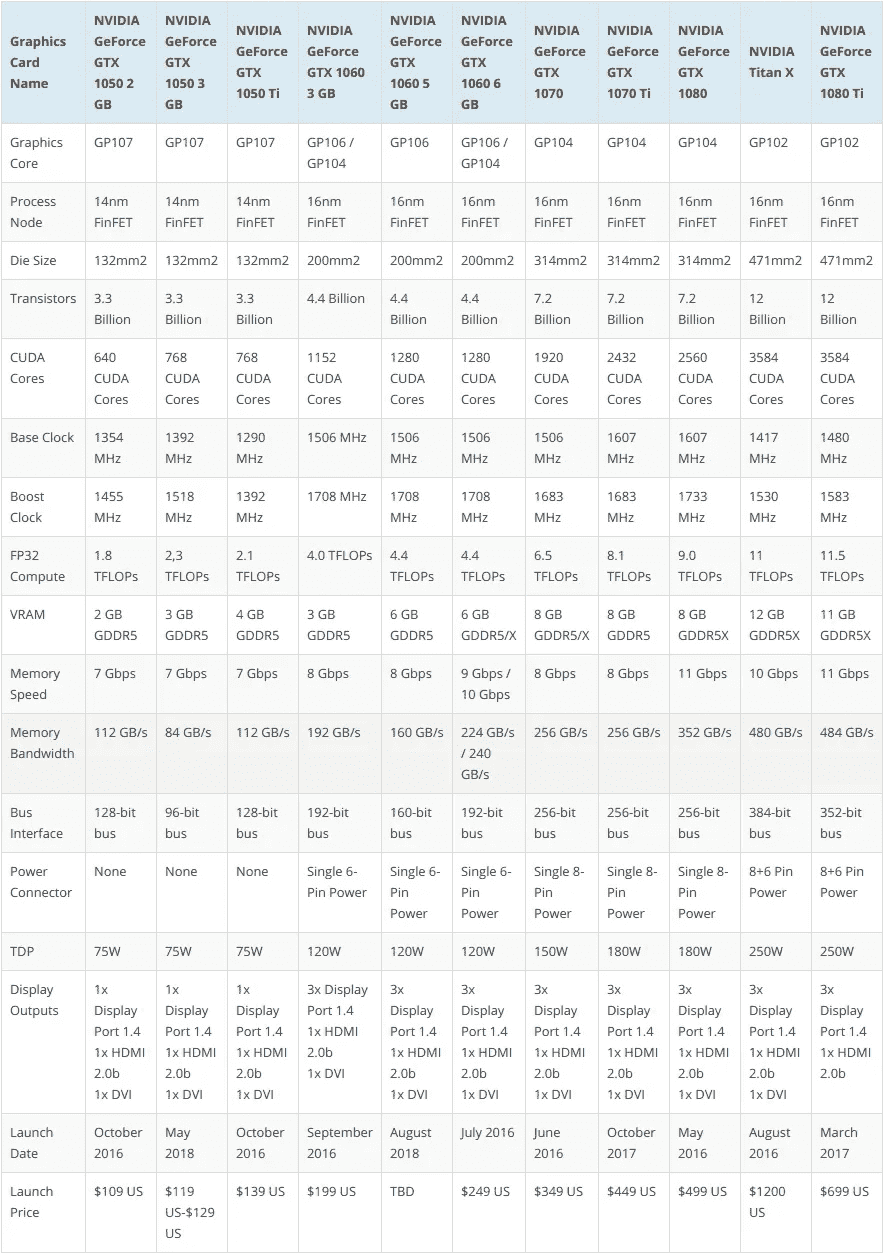 Graphics Card Name | NVIDIA GeForce GTX 1050 2 GB | NVIDIA GeForce GTX 1050 3 GB | NVIDIA GeForce GTX 1050 Ti | NVIDIA GeForce GTX 1060 3 GB | NVIDIA GeForce GTX 1060 5 GB | NVIDIA GeForce GTX 1060 6 GB | NVIDIA GeForce GTX 1070 | NVIDIA GeForce GTX 1070 Ti | NVIDIA GeForce GTX 1080 | NVIDIA Titan X | NVIDIA GeForce GTX 1080 Ti
Graphics Core | GP107 | GP107 | GP107 | GP106 / GP104 | GP106 | GP106 / GP104 | GP104 | GP104 | GP104 | GP102 | GP102
Process Node | 14nm FinFET | 14nm FinFET | 14nm FinFET | 16nm FinFET | 16nm FinFET | 16nm FinFET | 16nm FinFET | 16nm FinFET | 16nm FinFET | 16nm FinFET | 16nm FinFET
Die Size | 132mm2 | 132mm2 | 132mm2 | 200mm2 | 200mm2 | 200mm2 | 314mm2 | 314mm2 | 314mm2 | 471mm2 | 471mm2
Transistors | 3.3 Billion | 3.3 Billion | 3.3 Billion | 4.4 Billion | 4.4 Billion | 4.4 Billion | 7.2 Billion | 7.2 Billion | 7.2 Billion | 12 Billion | 12 Billion
CUDA Cores | 640 CUDA Cores | 768 CUDA Cores | 768 CUDA Cores | 1152 CUDA Cores | 1280 CUDA Cores | 1280 CUDA Cores | 1920 CUDA Cores | 2432 CUDA Cores | 2560 CUDA Cores | 3584 CUDA Cores | 3584 CUDA Cores
Base Clock | 1354 MHz | 1392 MHz | 1290 MHz | 1506 MHz | 1506 MHz | 1506 MHz | 1506 MHz | 1607 MHz | 1607 MHz | 1417 MHz | 1480 MHz
Boost Clock | 1455 MHz | 1518 MHz | 1392 MHz | 1708 MHz | 1708 MHz | 1708 MHz | 1683 MHz | 1683 MHz | 1733 MHz | 1530 MHz | 1583 MHz
FP32 Compute | 1.8 TFLOPs | 2,3 TFLOPs | 2.1 TFLOPs | 4.0 TFLOPs | 4.4 TFLOPs | 4.4 TFLOPs | 6.5 TFLOPs | 8.1 TFLOPs | 9.0 TFLOPs | 11 TFLOPs | 11.5 TFLOPs
VRAM | 2 GB GDDR5 | 3 GB GDDR5 | 4 GB GDDR5 | 3 GB GDDR5 | 6 GB GDDR5 | 6 GB GDDR5/X | 8 GB GDDR5/X | 8 GB GDDR5 | 8 GB GDDR5X | 12 GB GDDR5X | 11 GB GDDR5X
Memory Speed | 7 Gbps | 7 Gbps | 7 Gbps | 8 Gbps | 8 Gbps | 9 Gbps / 10 Gbps | 8 Gbps | 8 Gbps | 11 Gbps | 10 Gbps | 11 Gbps
Memory Bandwidth | 112 GB/s | 84 GB/s | 112 GB/s | 192 GB/s | 160 GB/s | 224 GB/s / 240 GB/s | 256 GB/s | 256 GB/s | 352 GB/s | 480 GB/s | 484 GB/s
Bus Interface | 128-bit bus | 96-bit bus | 128-bit bus | 192-bit bus | 160-bit bus | 192-bit bus | 256-bit bus | 256-bit bus | 256-bit bus | 384-bit bus | 352-bit bus
Power Connector | None | None | None | Single 6-Pin Power | Single 6-Pin Power | Single 6-Pin Power | Single 8-Pin Power | Single 8-Pin Power | Single 8-Pin Power | 8+6 Pin Power | 8+6 Pin Power
TDP | 75W | 75W | 75W | 120W | 120W | 120W | 150W | 180W | 180W | 250W | 250W
Display Outputs | 1x Display Port 1.4 1x HDMI 2.0b 1x DVI | 1x Display Port 1.4 1x HDMI 2.0b 1x DVI | 1x Display Port 1.4 1x HDMI 2.0b 1x DVI | 3x Display Port 1.4 1x HDMI 2.0b 1x DVI | 3x Display Port 1.4 1x HDMI 2.0b 1x DVI | 3x Display Port 1.4 1x HDMI 2.0b 1x DVI | 3x Display Port 1.4 1x HDMI 2.0b 1x DVI | 3x Display Port 1.4 1x HDMI 2.0b 1x DVI | 3x Display Port 1.4 1x HDMI 2.0b 1x DVI | 3x Display Port 1.4 1x HDMI 2.0b 1x DVI | 3x Display Port 1.4 1x HDMI 2.0b
Launch Date | October 2016 | May 2018 | October 2016 | September 2016 | August 2018 | July 2016 | June 2016 | October 2017 | May 2016 | August 2016 | March 2017
Launch Price | $109 US | $119 US-$129 US | $139 US | $199 US | TBD | $249 US | $349 US | $449 US | $499 US | $1200 US | $699 US